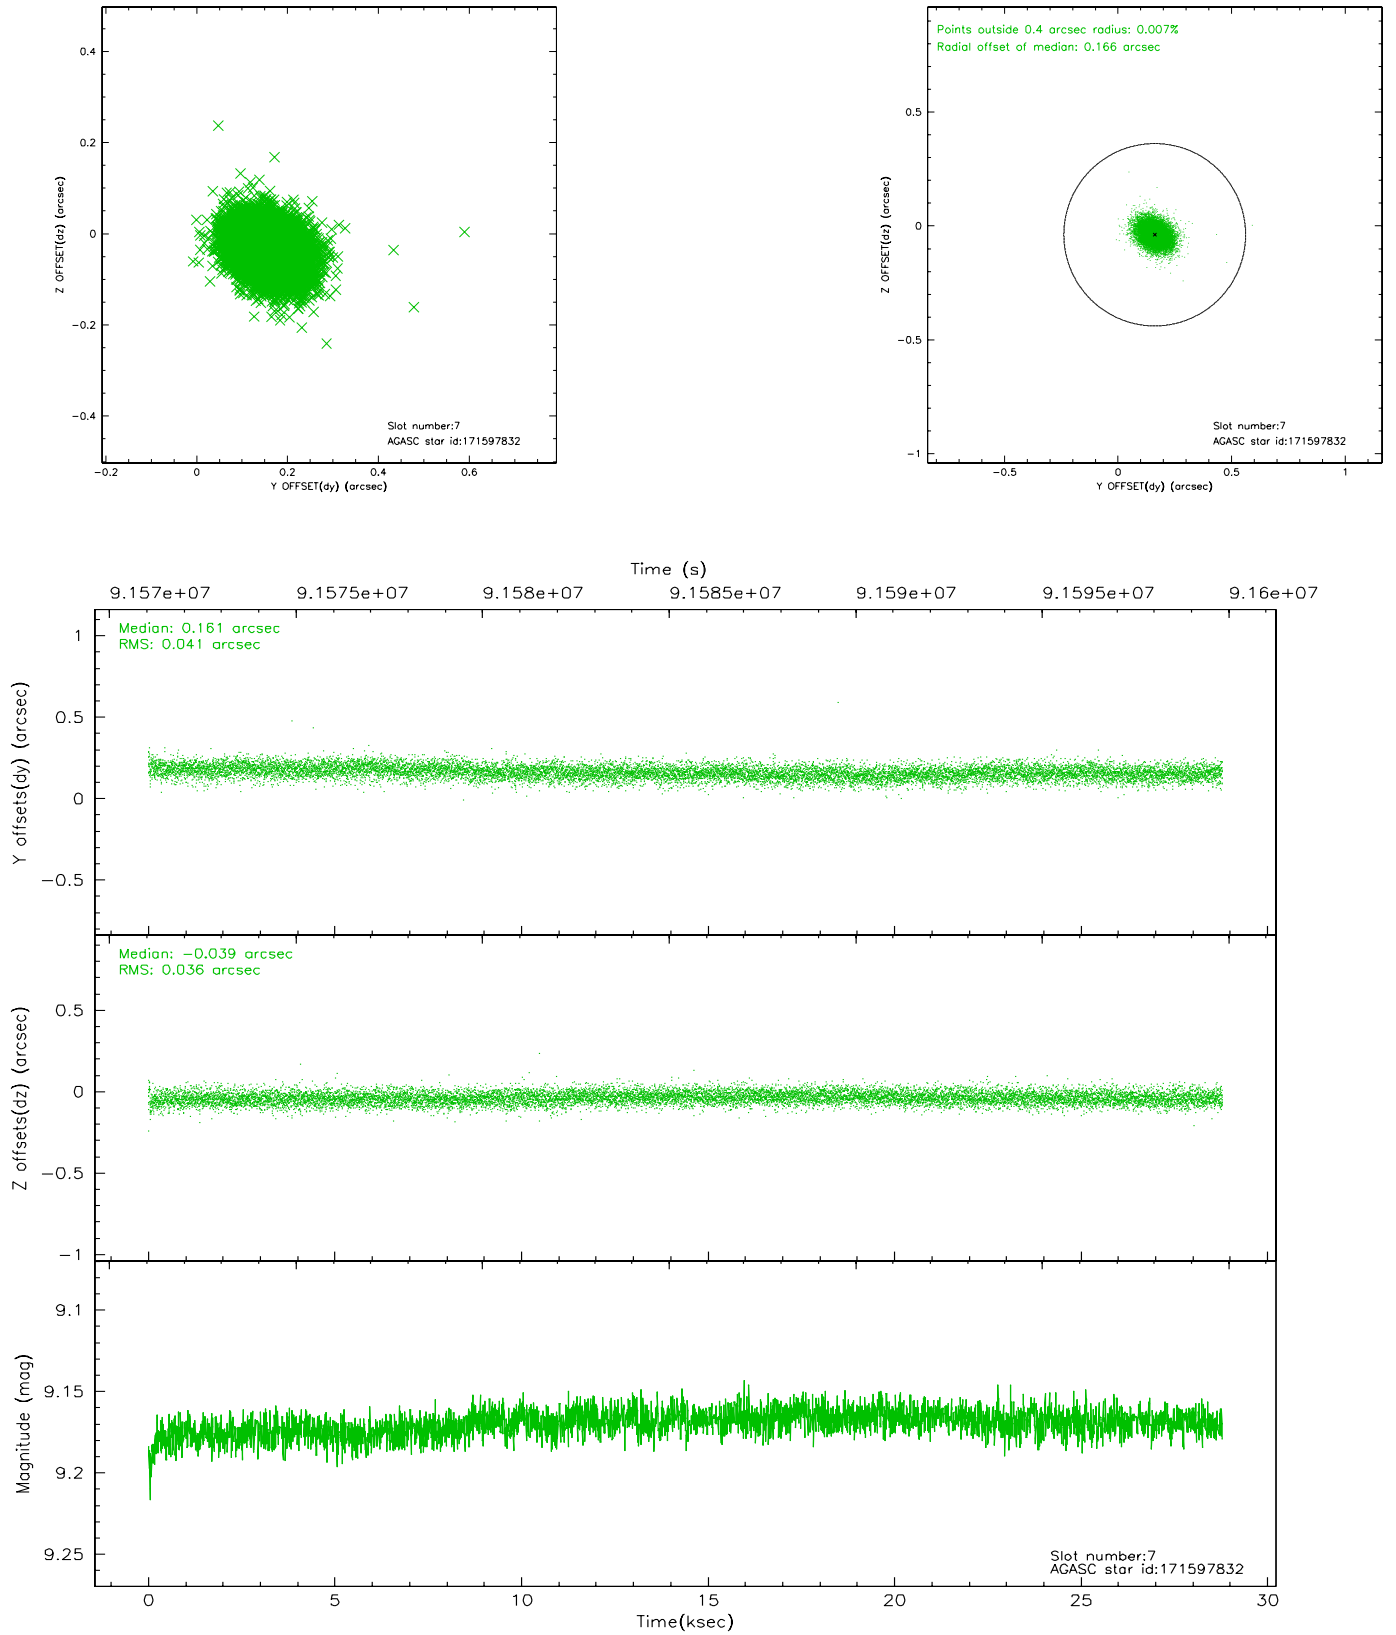 0.4
0.2
0
−0.2
−0.4
Z OFFSET(dz) (arcsec)
Slot number:7
AGASC star id:171597832
−0.2 0 0.2 0.4 0.6
Y OFFSET(dy) (arcsec)
Points outside 0.4 arcsec radius: 0.007%
Radial offset of median: 0.166 arcsec
0.5
0
−0.5
−1
Z OFFSET(dz) (arcsec)
Slot number:7
AGASC star id:171597832
−0.5 0 0.5 1
Y OFFSET(dy) (arcsec)
Time (s)
9.157e+07 9.1575e+07 9.158e+07 9.1585e+07 9.159e+07 9.1595e+07 9.16e+07
Median: 0.161 arcsec
RMS: 0.041 arcsec
1
0.5
0
−0.5
Y offsets(dy) (arcsec)
Median: −0.039 arcsec
RMS: 0.036 arcsec
0.5
0
−0.5
−1
Z offsets(dz) (arcsec)
9.1
9.15
9.2
9.25
Magnitude (mag)
Slot number:7
AGASC star id:171597832
0 5 10 15 20 25 30
Time(ksec)